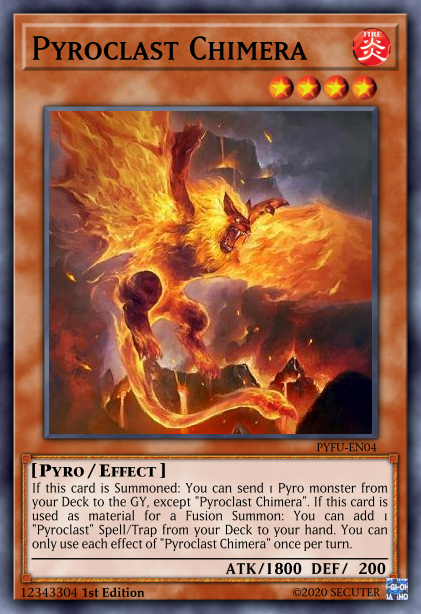 PYROCLAST CHIMERA
FIRE
炎
PYFU-EN04
[PYRO / EFFECT ]
If this card is Summoned: You can send 1 Pyro monster from
your Deck to the GY, except "Pyroclast Chimera". If this card is
used as material for a Fusion Summon: You can add 1
"Pyroclast" Spell/Trap from your Deck to your hand. You can
only use each effect of "Pyroclast Chimera" once per turn.
ATK/1800 DEF/ 200
12343304 1st Edition
©2020 SECUTER